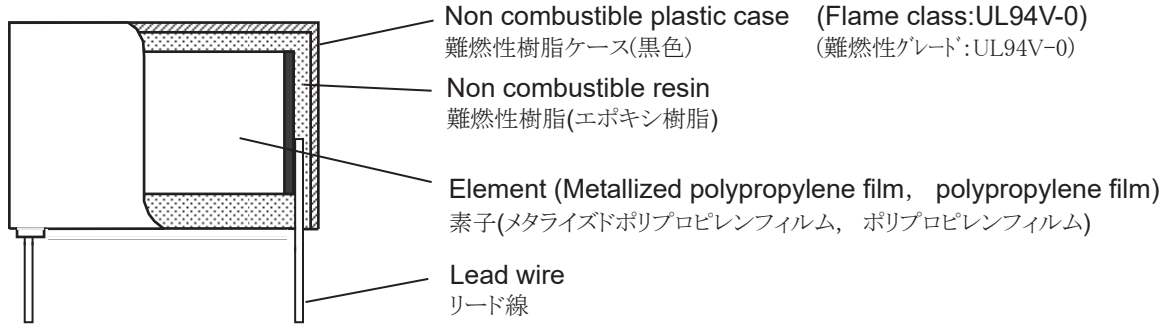 Non combustible plastic case (Flame class:UL94V-0)
難燃性樹脂ケース(黒色) (難燃性ｸﾞﾚｰﾄﾞ:UL94V-0)
Non combustible resin
難燃性樹脂(エポキシ樹脂)
Element (Metallized polypropylene film, polypropylene film)
素子(メタライズドポリプロピレンフィルム, ポリプロピレンフィルム)
Lead wire
リード線